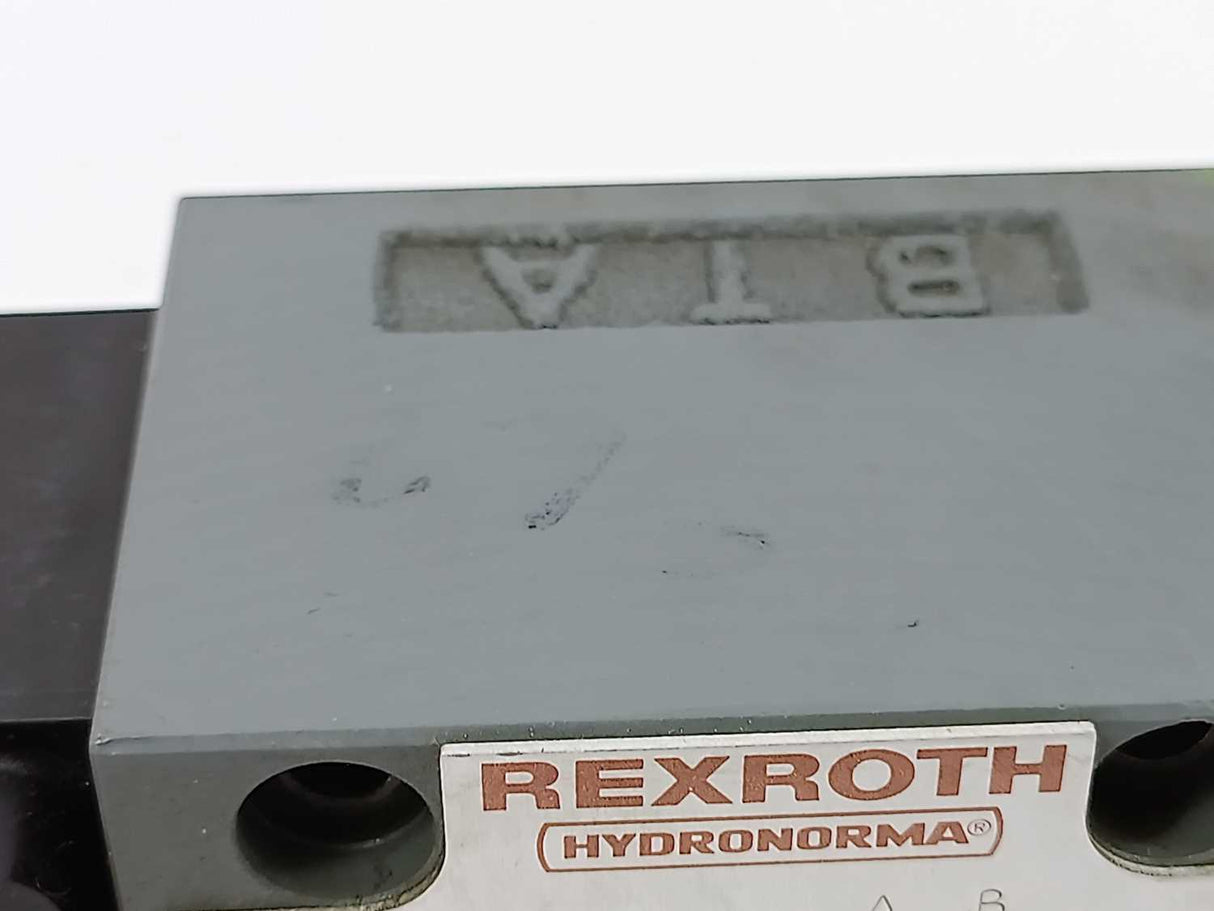 B T A
REXROTH
HYDRONORMA®
A B